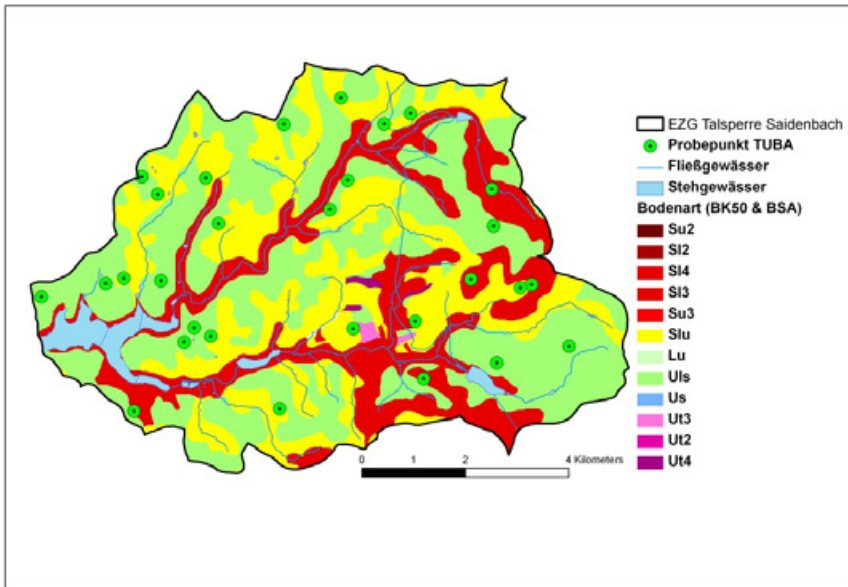 EZG Talsperre Saidenbach
Probepunkt TUBA
Fließgewässer
Stehgewässer
Bodenart (BK50 & BSA)
Su2
Sl2
Sl4
Sl3
Su3
Slu
Lu
Uls
Us
Ut3
Ut2
Ut4
0 1 2 4 Kilometers